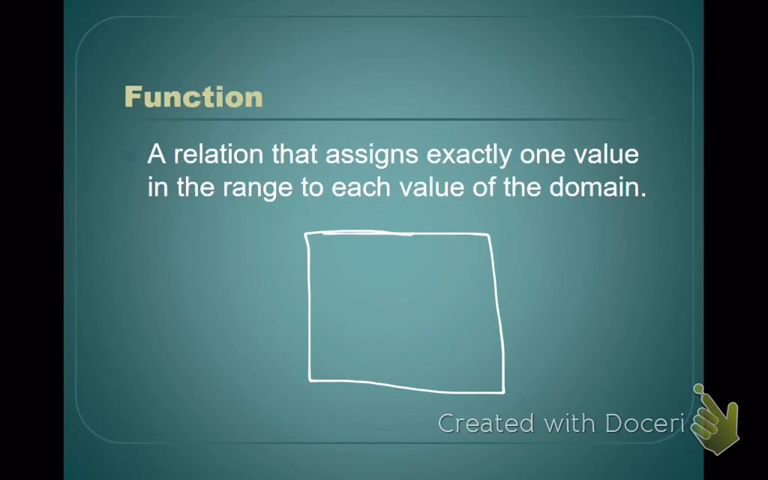 Function
A relation that assigns exactly one value
in the range to each value of the domain.
Created with Doceri